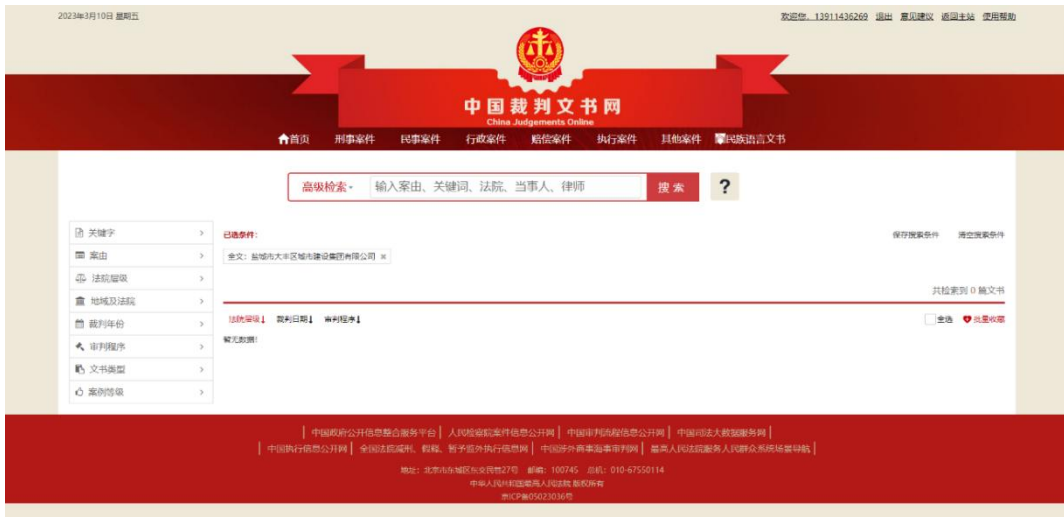 2023年3月10日 星期五
欢迎您, 13911436269 退出 意见建议 返回主站 使用帮助
中国裁判文书网
China Judgements Online
首页 刑事案件 民事案件 行政案件 赔偿案件 执行案件 其他案件 民族语言文书
高级检索 输入案由、关键词、法院、当事人、律师 搜索 ?
关键字
案由
法院层级
地域及法院
裁判年份
审判程序
文书类型
案例等级
已选条件:
保存搜索条件 清空搜索条件
全文: 盐城市大丰区城市建设集团有限公司 ×
共检索到 0 篇文书
法院层级↓ 裁判日期↓ 审判程序↓
全选 批量收藏
暂无数据!
| 中国政府公开信息整合服务平台 | 人民检察院案件信息公开网 | 中国审判流程信息公开网 | 中国司法大数据服务网 |
| 中国执行信息公开网 | 全国法院减刑、假释、暂予监外执行信息网 | 中国涉外商事海事审判网 | 最高人民法院服务人民群众系统场景导航 |
地址: 北京市东城区东交民巷27号 邮编: 100745 总机: 010-67550114
中华人民共和国最高人民法院 版权所有
京ICP备05023036号